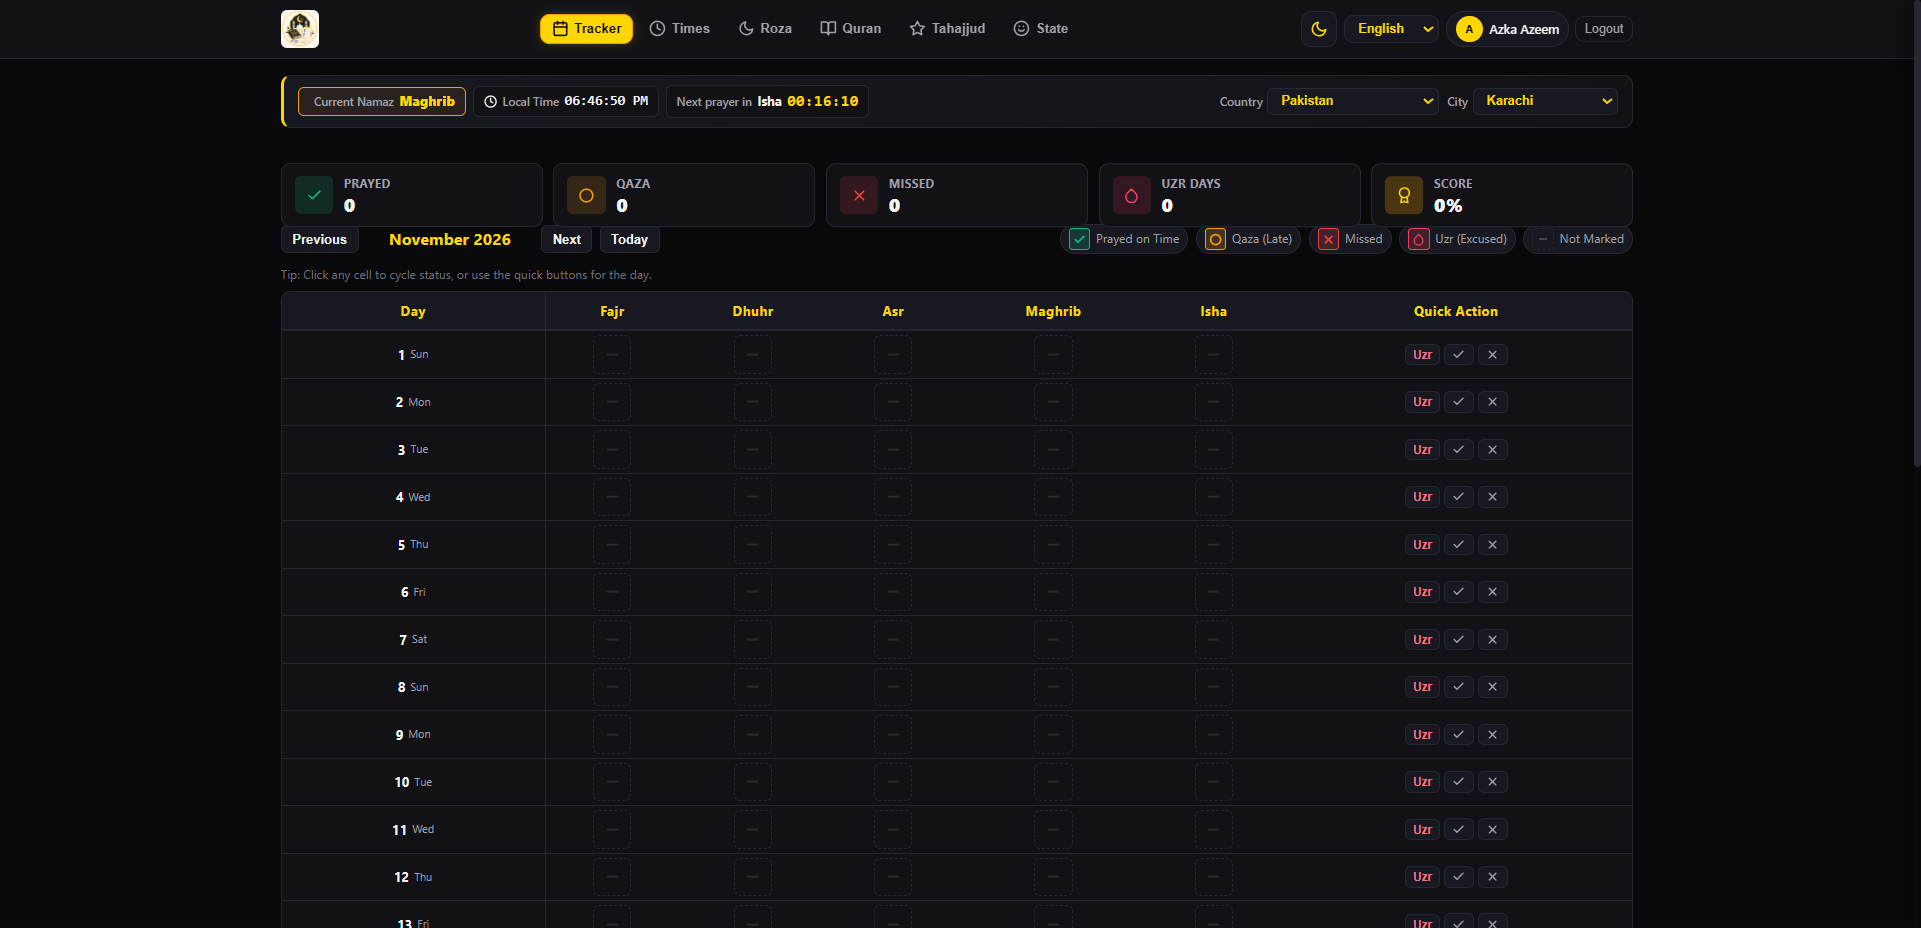 Tracker Times Roza Quran Tahajjud State English A Azka Azeem Logout
Current Namaz Maghrib Local Time 06:46:50 PM Next prayer in Isha 00:16:10 Country Pakistan City Karachi
PRAYED QAZA MISSED UZR DAYS SCORE
0 0 0 0 0%
Previous November 2026 Next Today Prayed on Time Qaza (Late) Missed Uzr (Excused) Not Marked
Tip: Click any cell to cycle status, or use the quick buttons for the day.
Day Fajr Dhuhr Asr Maghrib Isha Quick Action
1 Sun — — — — — Uzr
2 Mon — — — — — Uzr
3 Tue — — — — — Uzr
4 Wed — — — — — Uzr
5 Thu — — — — — Uzr
6 Fri — — — — — Uzr
7 Sat — — — — — Uzr
8 Sun — — — — — Uzr
9 Mon — — — — — Uzr
10 Tue — — — — — Uzr
11 Wed — — — — — Uzr
12 Thu — — — — — Uzr
13 Fri — — — — — Uzr